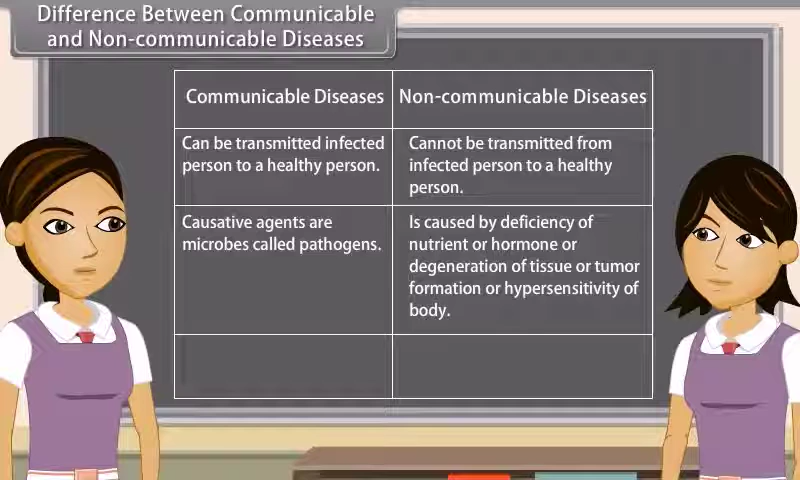 Difference Between Communicable
and Non-communicable Diseases
Communicable Diseases
Non-communicable Diseases
Can be transmitted infected
person to a healthy person.
Cannot be transmitted from
infected person to a healthy
person.
Causative agents are
microbes called pathogens.
Is caused by deficiency of
nutrient or hormone or
degeneration of tissue or tumor
formation or hypersensitivity of
body.